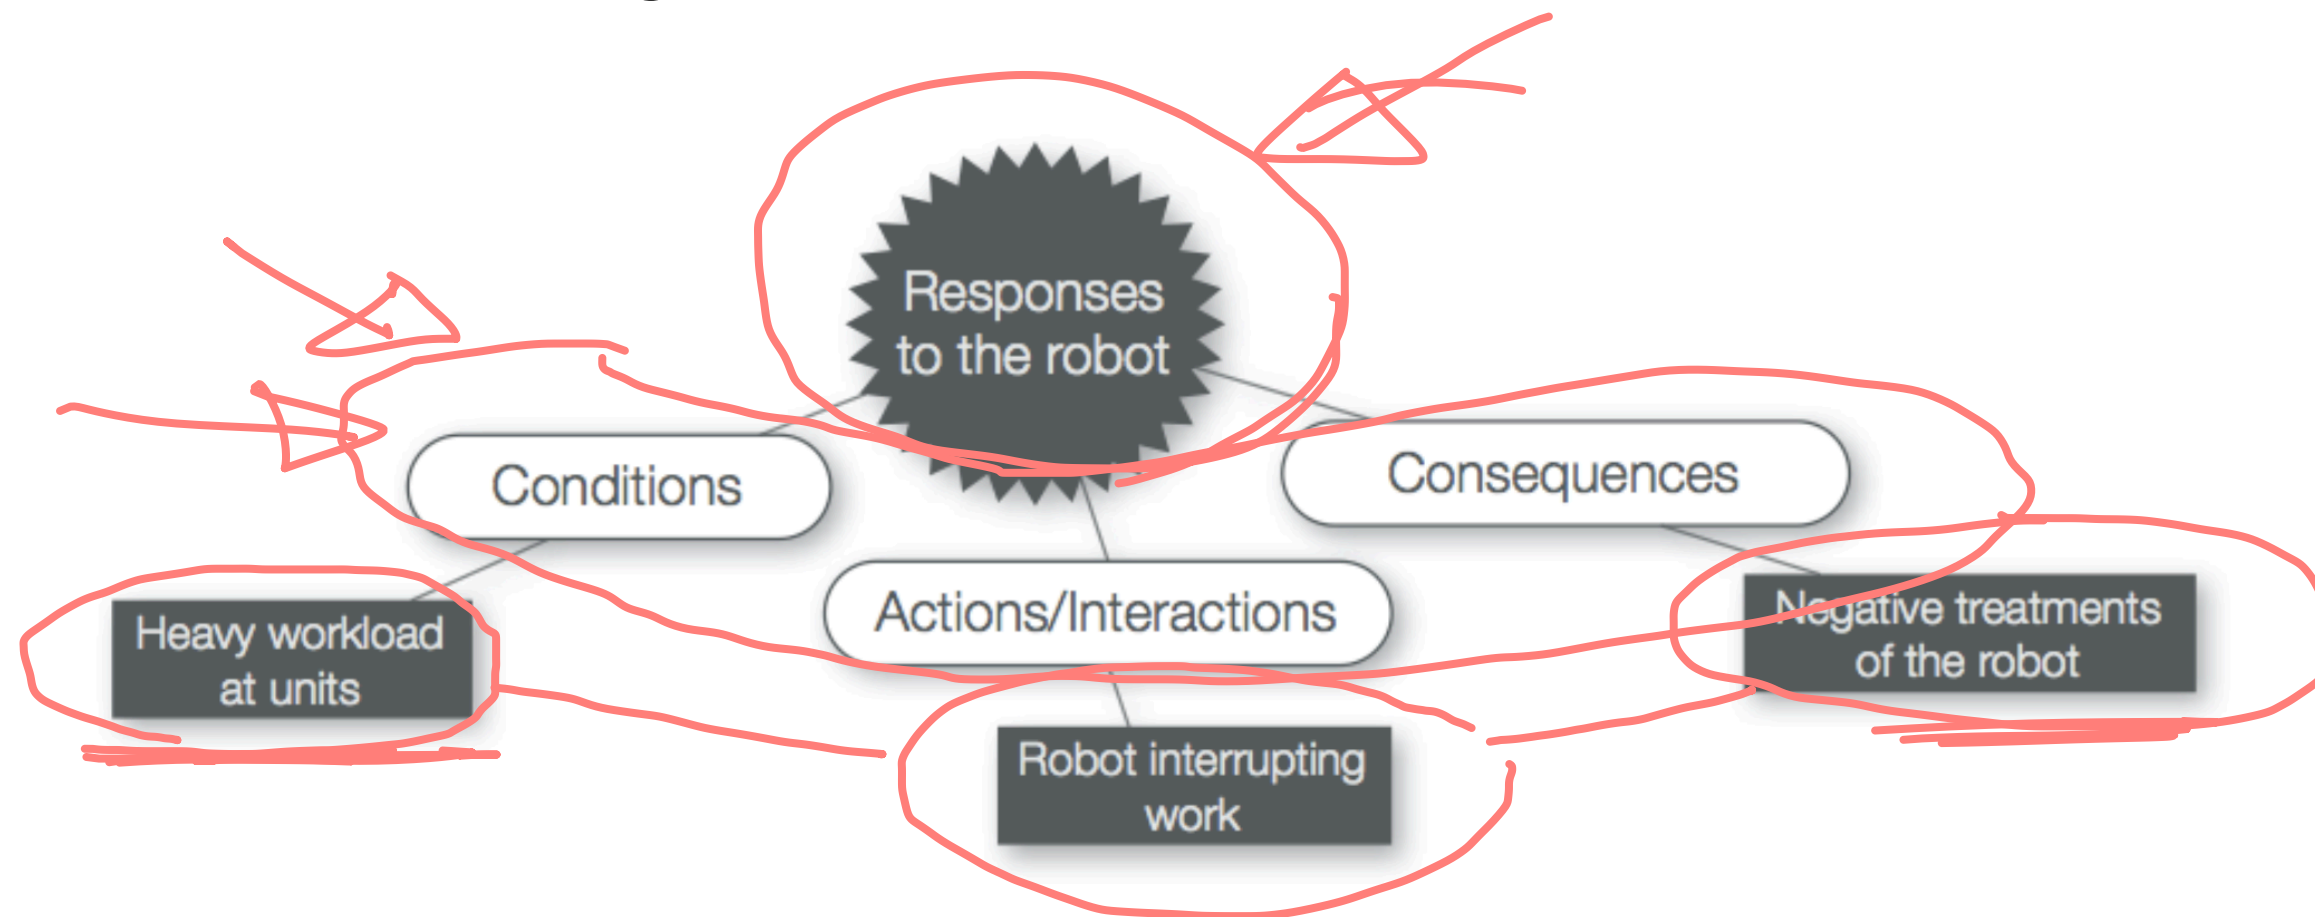 Responses
to the robot
Conditions
Consequences
Actions/Interactions
Heavy workload
at units
Negative treatments
of the robot
Robot interrupting
work